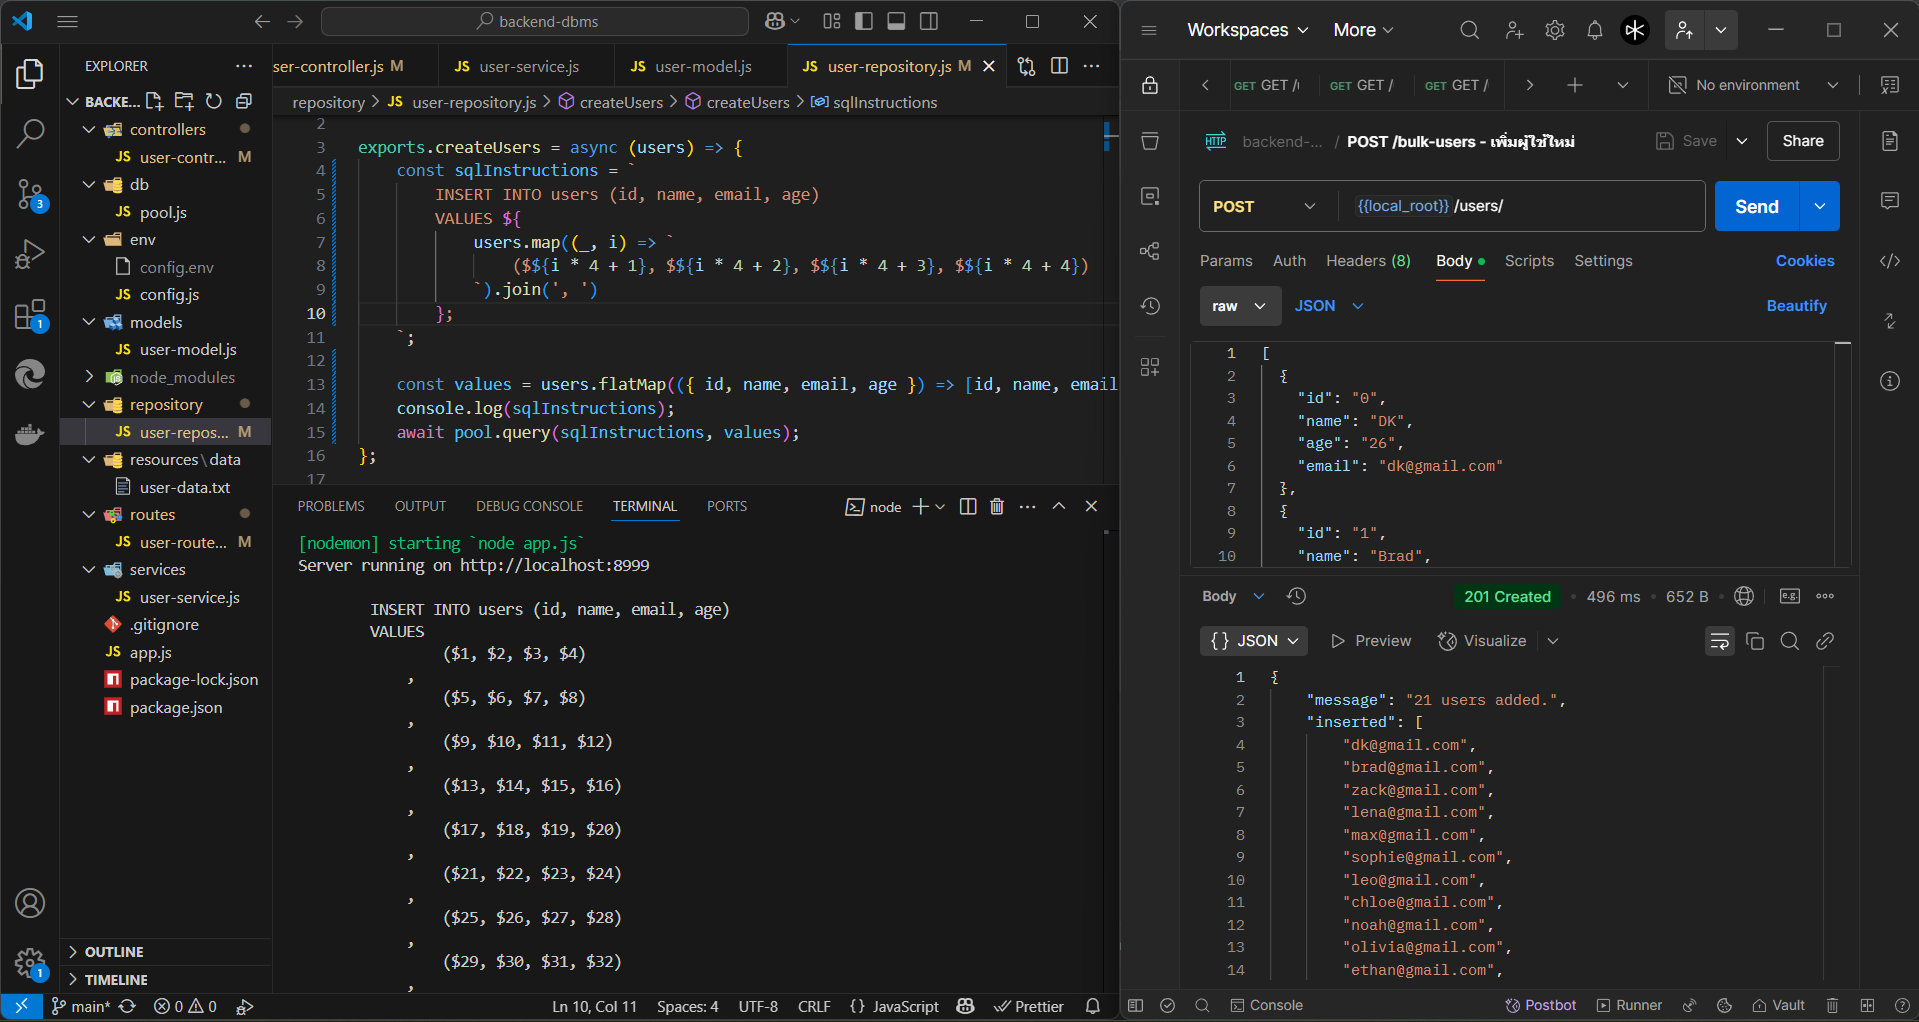 backend-dbms
EXPLORER
BACKE...
controllers
JS user-contr... M
db
JS pool.js
env
config.env
JS config.js
models
JS user-model.js
node_modules
repository
JS user-repos... M
resources\data
user-data.txt
routes
JS user-route... M
services
JS user-service.js
.gitignore
JS app.js
package-lock.json
package.json
OUTLINE
TIMELINE
3
1
1
ser-controller.js M
JS user-service.js
JS user-model.js
JS user-repository.js M
repository > JS user-repository.js > createUsers > createUsers > sqlInstructions
2
3 exports.createUsers = async (users) => {
4 const sqlInstructions = `
5 INSERT INTO users (id, name, email, age)
6 VALUES ${
7 users.map((_, i) => `
8 ($${i * 4 + 1}, $${i * 4 + 2}, $${i * 4 + 3}, $${i * 4 + 4})
9 `).join(', ')
10 };
11 `;
12
13 const values = users.flatMap(({ id, name, email, age }) => [id, name, email
14 console.log(sqlInstructions);
15 await pool.query(sqlInstructions, values);
16 };
17
PROBLEMS OUTPUT DEBUG CONSOLE TERMINAL PORTS
node
[nodemon] starting `node app.js`
Server running on http://localhost:8999
INSERT INTO users (id, name, email, age)
VALUES
($1, $2, $3, $4)
,
($5, $6, $7, $8)
,
($9, $10, $11, $12)
,
($13, $14, $15, $16)
,
($17, $18, $19, $20)
,
($21, $22, $23, $24)
,
($25, $26, $27, $28)
,
($29, $30, $31, $32)
,
main* 0 0
Ln 10, Col 11 Spaces: 4 UTF-8 CRLF {} JavaScript Prettier
Workspaces More
GET GET /( GET GET / GET GET /
No environment
HTTP backend-... / POST /bulk-users - เพิ่มผู้ใช้ใหม่
Save Share
POST {{local_root}} /users/
Send
Params Auth Headers (8) Body Scripts Settings Cookies
raw JSON Beautify
1 [
2 {
3 "id": "0",
4 "name": "DK",
5 "age": "26",
6 "email": "dk@gmail.com"
7 },
8 {
9 "id": "1",
10 "name": "Brad",
Body 201 Created 496 ms 652 B e.g.
{} JSON Preview Visualize
1 {
2 "message": "21 users added.",
3 "inserted": [
4 "dk@gmail.com",
5 "brad@gmail.com",
6 "zack@gmail.com",
7 "lena@gmail.com",
8 "max@gmail.com",
9 "sophie@gmail.com",
10 "leo@gmail.com",
11 "chloe@gmail.com",
12 "noah@gmail.com",
13 "olivia@gmail.com",
14 "ethan@gmail.com",
Console Postbot Runner Vault